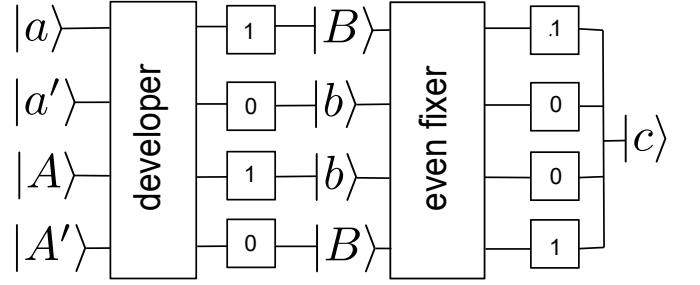 |a⟩ 1 |B⟩ .1
|a′⟩ 0 |b⟩ 0
developer
even fixer
|c⟩
|A⟩ 1 |b⟩ 0
|A′⟩ 0 |B⟩ 1